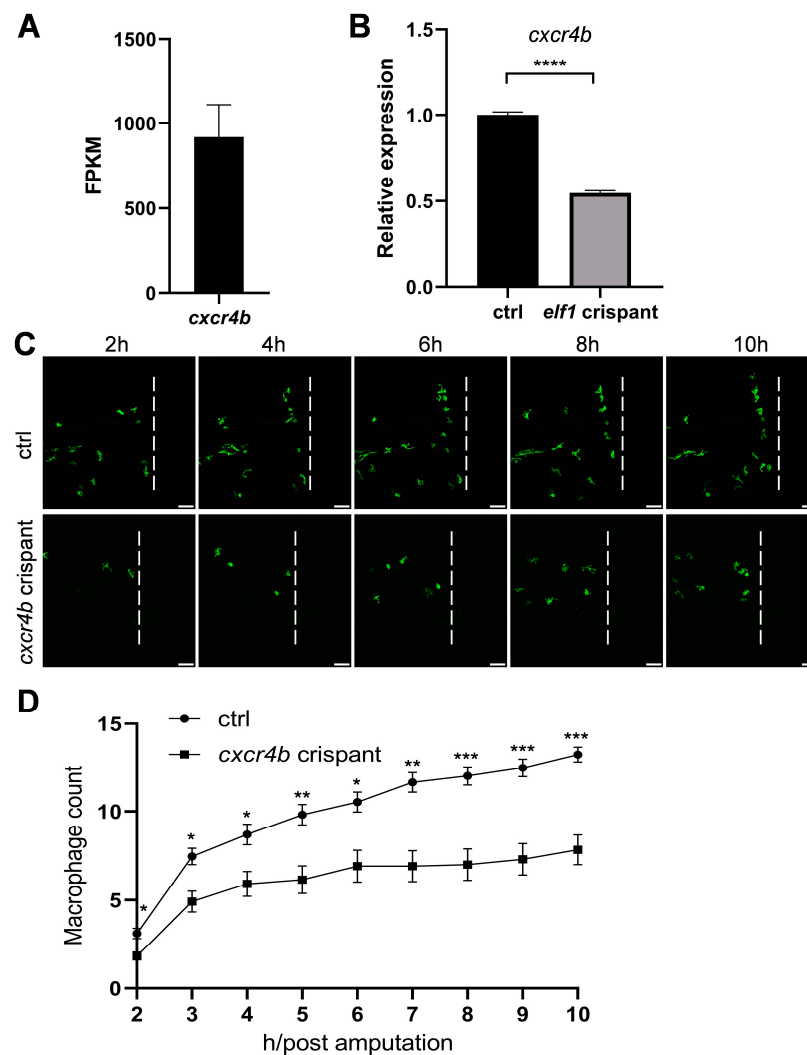 A
1500
1000
500
0
FPKM
cxcr4b
B
1.5
1.0
0.5
0.0
Relative expression
cxcr4b
****
ctrl elf1 crispant
C
2h 4h 6h 8h 10h
ctrl
cxcr4b crispant
D
ctrl
cxcr4b crispant
15
10
5
0
Macrophage count
* * * ** * ** *** *** ***
2 3 4 5 6 7 8 9 10
h/post amputation